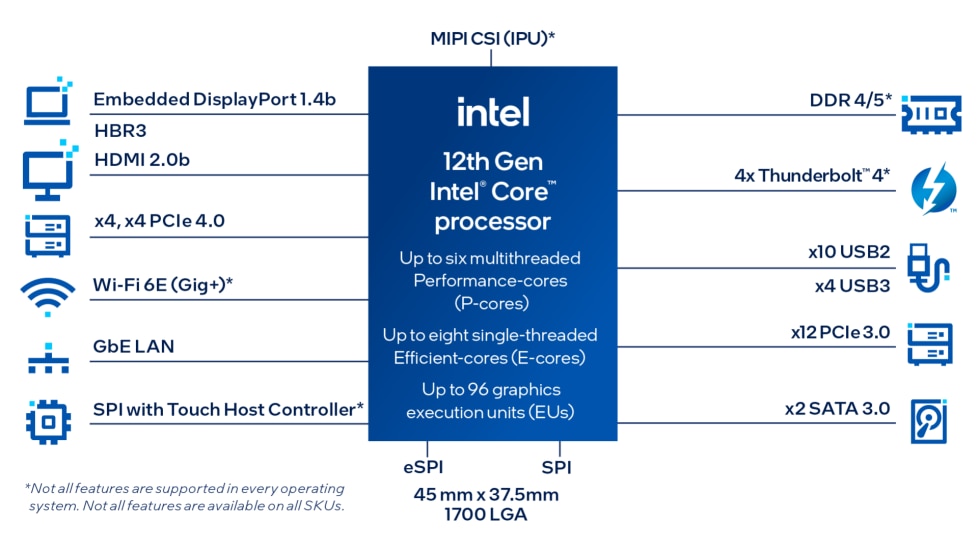 MIPI CSI (IPU)*
Embedded DisplayPort 1.4b
HBR3
HDMI 2.0b
x4, x4 PCIe 4.0
Wi-Fi 6E (Gig+)*
GbE LAN
SPI with Touch Host Controller*
intel
12th Gen
Intel® Core™
processor
Up to six multithreaded
Performance-cores
(P-cores)
Up to eight single-threaded
Efficient-cores (E-cores)
Up to 96 graphics
execution units (EUs)
DDR 4/5*
4x Thunderbolt™ 4*
TM
x10 USB2
x4 USB3
x12 PCIe 3.0
x2 SATA 3.0
eSPI
SPI
45 mm x 37.5mm
1700 LGA
*Not all features are supported in every operating
system. Not all features are available on all SKUs.